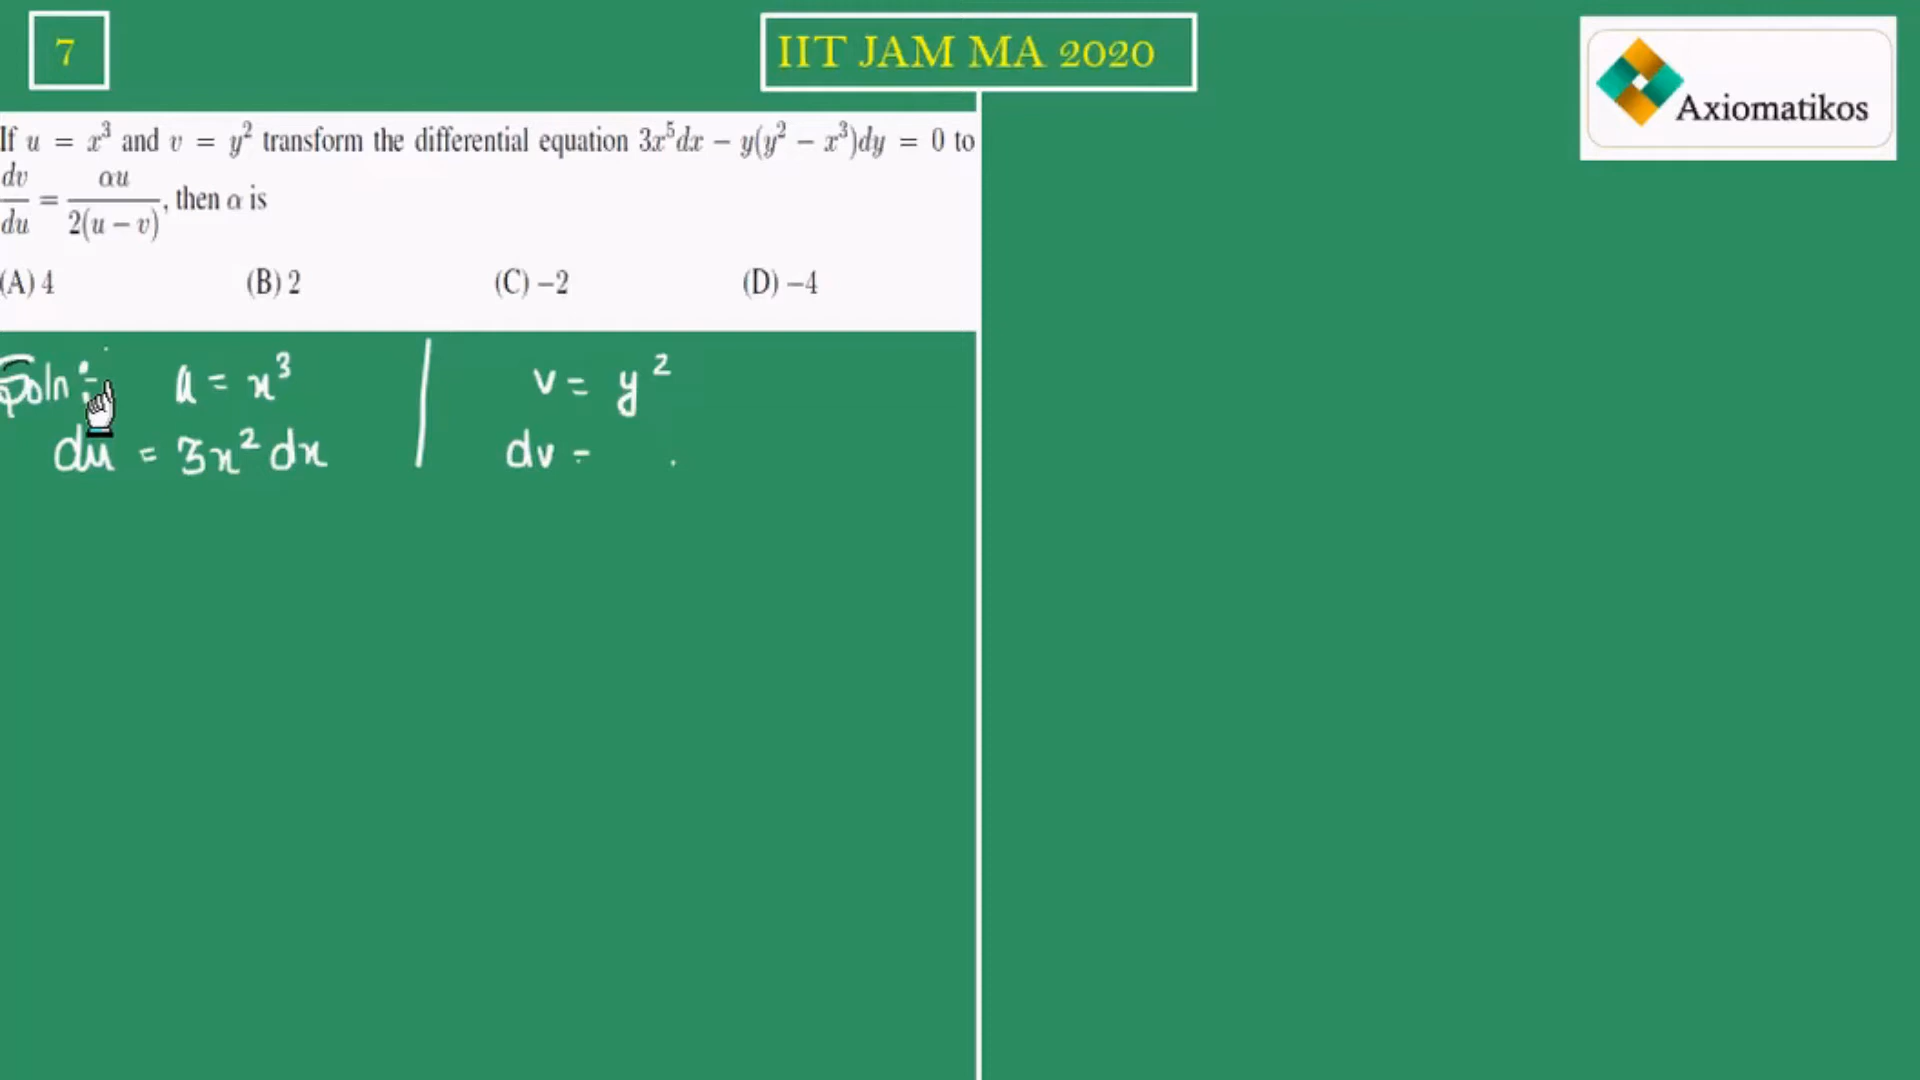 7
IIT JAM MA 2020
Axiomatikos
If u = x³ and v = y² transform the differential equation 3x⁵dx − y(y² − x³)dy = 0 to
dv/du = αu/2(u − v), then α is
(A) 4 (B) 2 (C) −2 (D) −4
Soln :- u = x³ v = y²
du = 3x² dx dv =